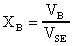 X_B = V_B / V_SE